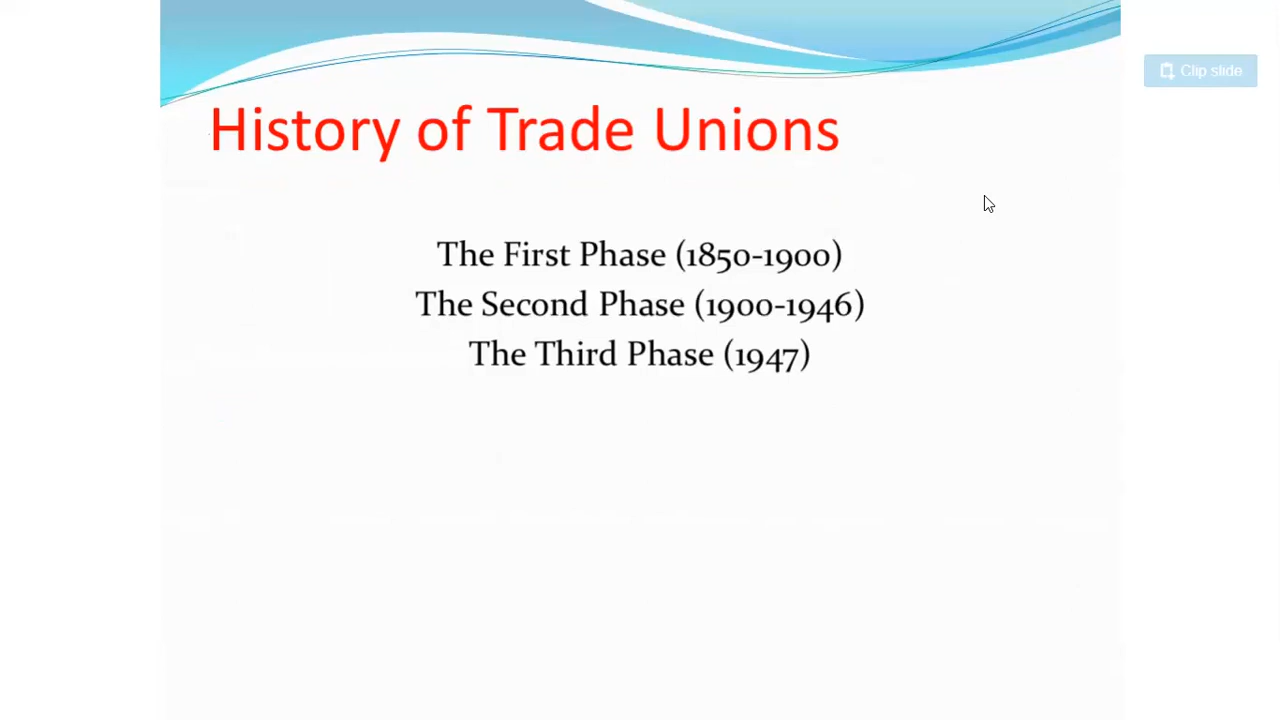 Clip slide
History of Trade Unions
The First Phase (1850-1900)
The Second Phase (1900-1946)
The Third Phase (1947)